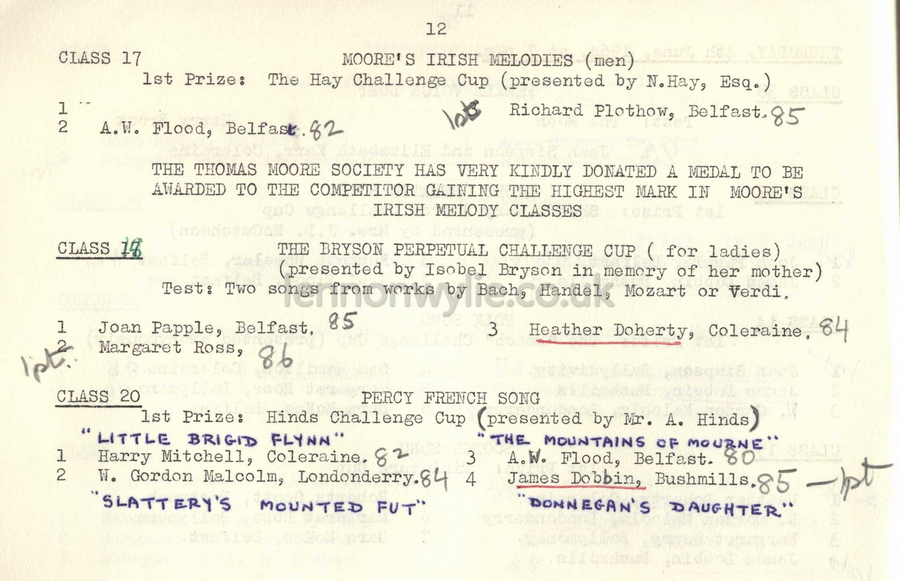 12
CLASS 17 MOORE'S IRISH MELODIES (men)
1st Prize: The Hay Challenge Cup (presented by N.Hay, Esq.)
1 1pt Richard Plothow, Belfast. 85
2 A.W. Flood, Belfast. 82
THE THOMAS MOORE SOCIETY HAS VERY KINDLY DONATED A MEDAL TO BE
AWARDED TO THE COMPETITOR GAINING THE HIGHEST MARK IN MOORE'S
IRISH MELODY CLASSES
CLASS THE BRYSON PERPETUAL CHALLENGE CUP ( for ladies)
(presented by Isobel Bryson in memory of her mother)
lennonwylie.co.uk
Test: Two songs from works by Bach, Handel, Mozart or Verdi.
1 Joan Papple, Belfast. 85 3 Heather Doherty, Coleraine. 84
1pt. 2 Margaret Ross, 86
CLASS 20 PERCY FRENCH SONG
1st Prize: Hinds Challenge Cup (presented by Mr. A. Hinds)
"LITTLE BRIGID FLYNN" "THE MOUNTAINS OF MOURNE"
1 Harry Mitchell, Coleraine. 82 3 A.W. Flood, Belfast. 80
2 W. Gordon Malcolm, Londonderry. 84 4 James Dobbin, Bushmills. 85 — 1pt
"SLATTERY'S MOUNTED FUT" "DONNEGAN'S DAUGHTER"